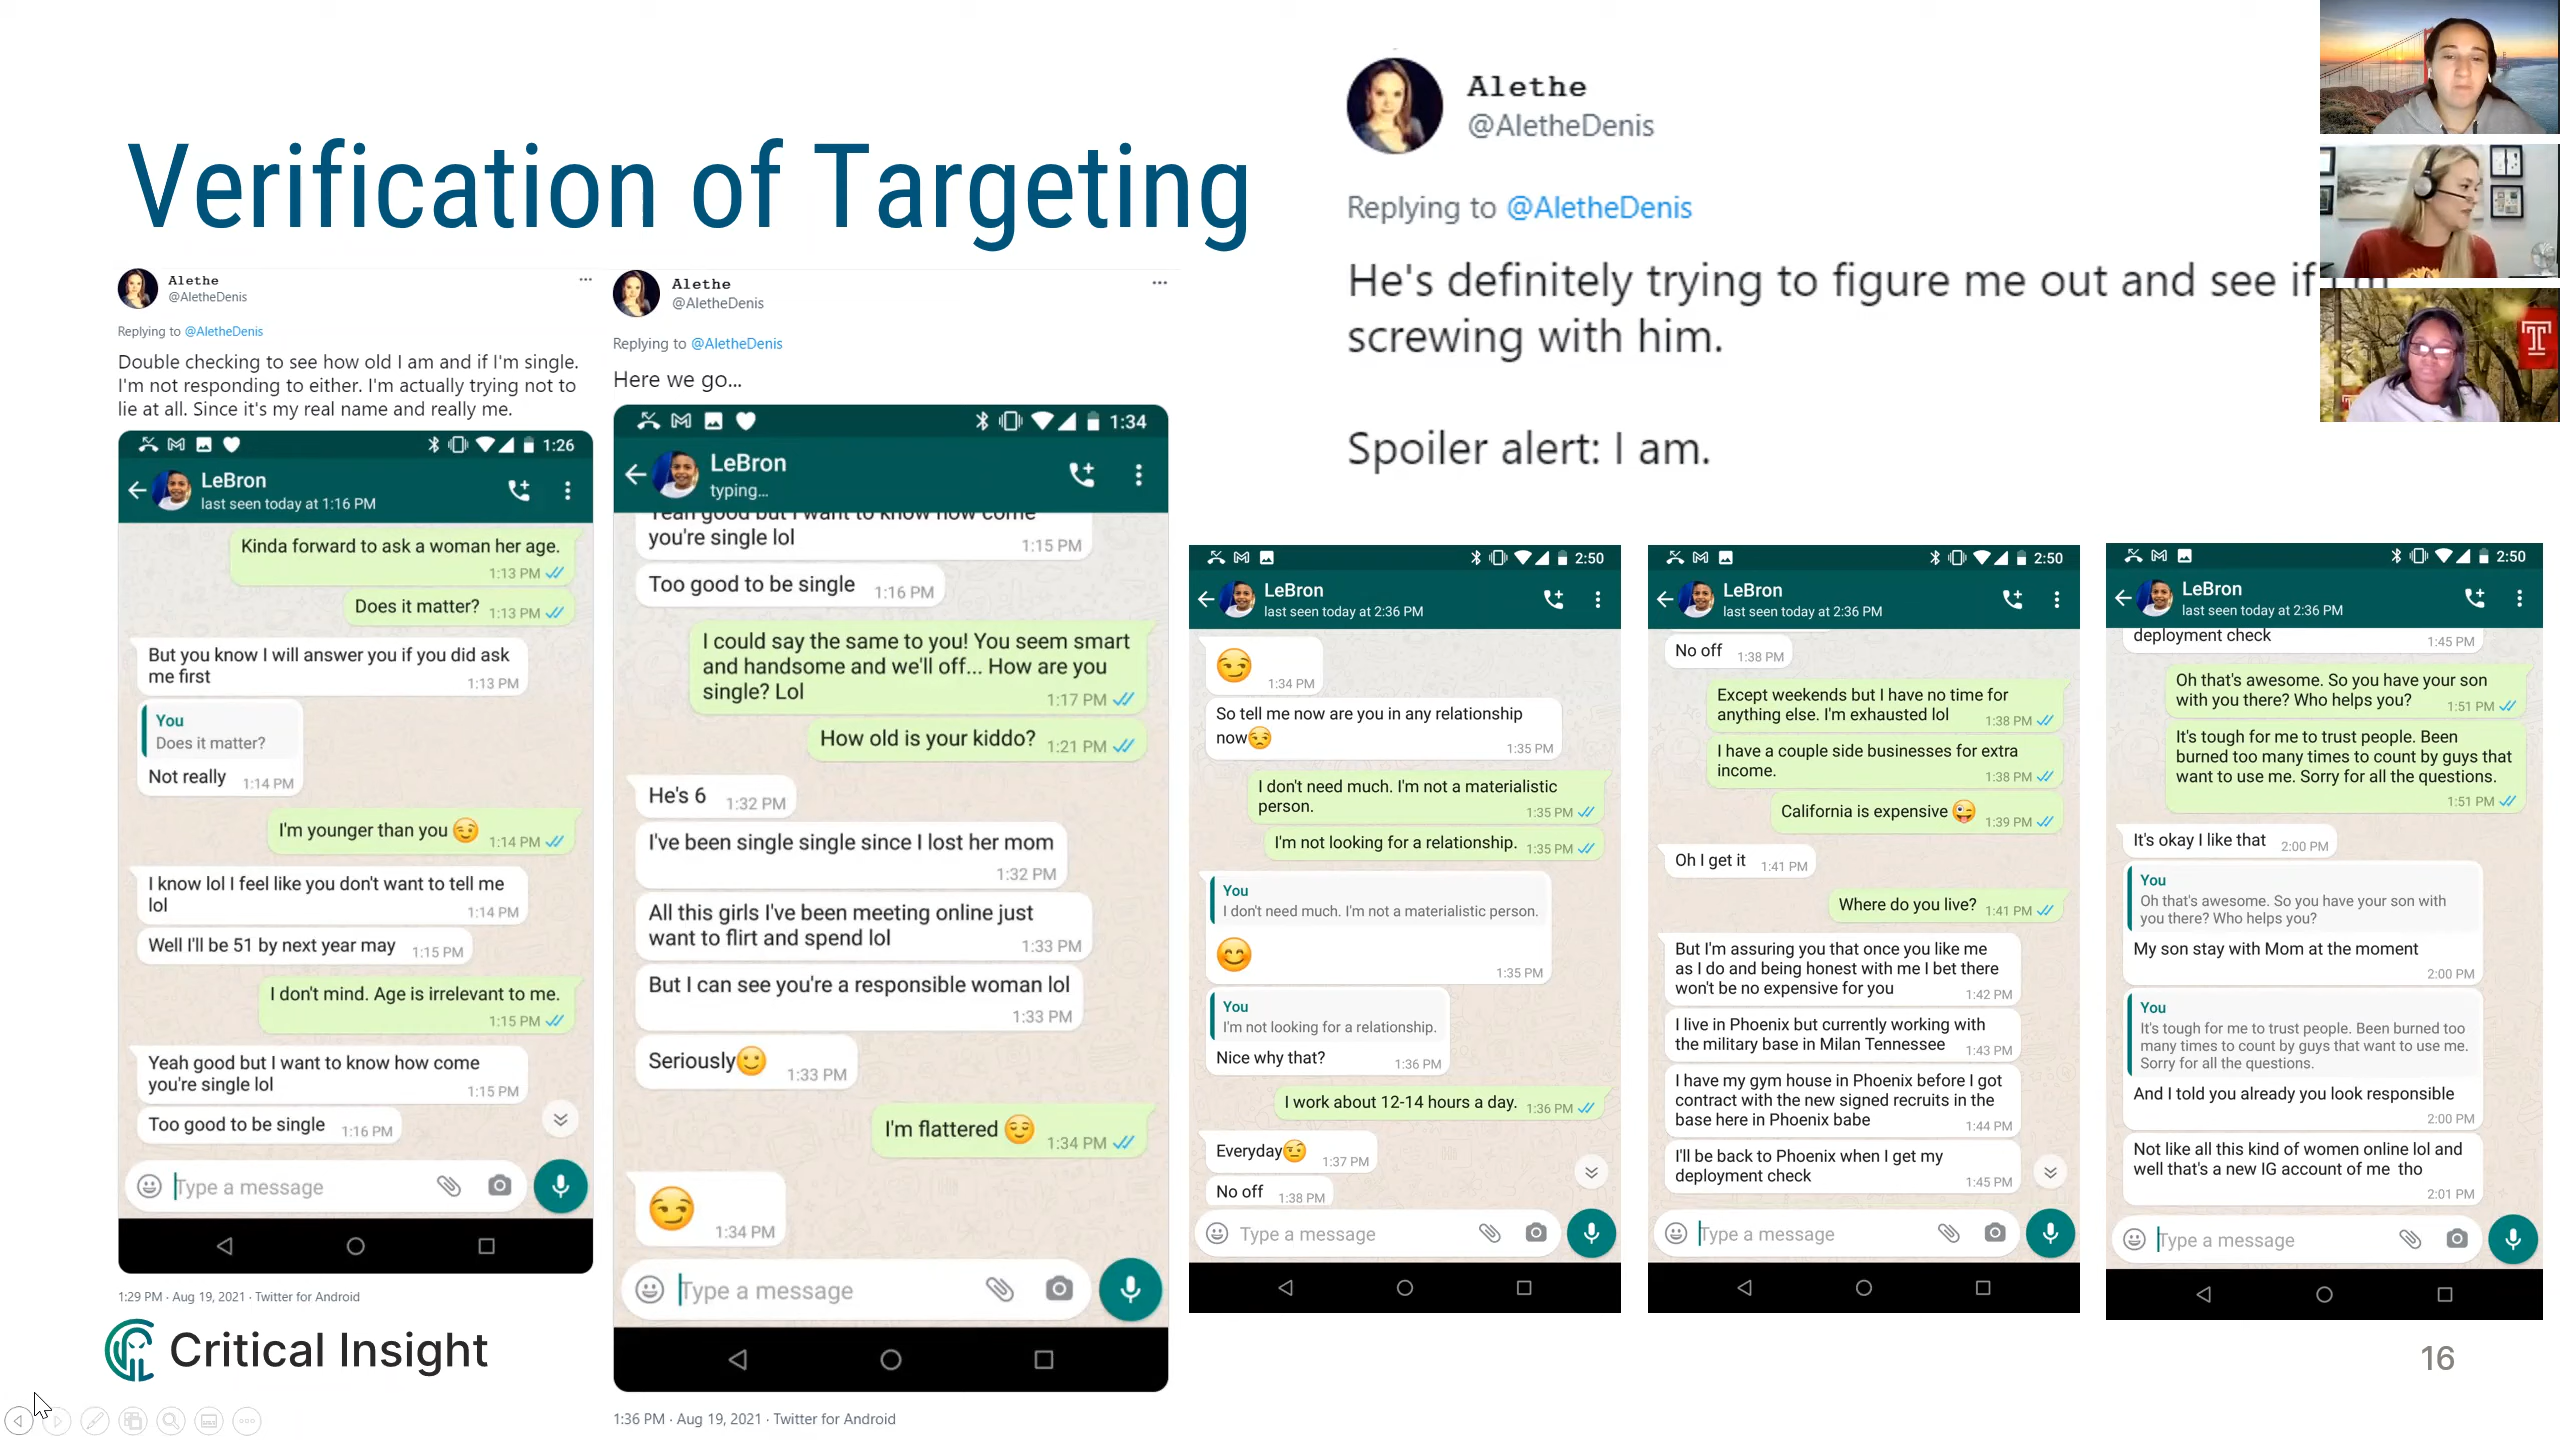 Verification of Targeting
Alethe
@AletheDenis
Replying to @AletheDenis
He's definitely trying to figure me out and see if I'm
screwing with him.
Spoiler alert: I am.
Alethe
@AletheDenis
Replying to @AletheDenis
Double checking to see how old I am and if I'm single.
I'm not responding to either. I'm actually trying not to
lie at all. Since it's my real name and really me.
1:26
LeBron
last seen today at 1:16 PM
Kinda forward to ask a woman her age.
1:13 PM
Does it matter? 1:13 PM
But you know I will answer you if you did ask
me first 1:13 PM
You
Does it matter?
Not really 1:14 PM
I'm younger than you 😏 1:14 PM
I know lol I feel like you don't want to tell me
lol 1:14 PM
Well I'll be 51 by next year may 1:15 PM
I don't mind. Age is irrelevant to me.
1:15 PM
Yeah good but I want to know how come
you're single lol 1:15 PM
Too good to be single 1:16 PM
Type a message
1:29 PM · Aug 19, 2021 · Twitter for Android
Alethe
@AletheDenis
Replying to @AletheDenis
Here we go...
1:34
LeBron
typing...
Yeah good but I want to know how come
you're single lol 1:15 PM
Too good to be single 1:16 PM
I could say the same to you! You seem smart
and handsome and we'll off... How are you
single? Lol 1:17 PM
How old is your kiddo? 1:21 PM
He's 6 1:32 PM
I've been single single since I lost her mom
1:32 PM
All this girls I've been meeting online just
want to flirt and spend lol 1:33 PM
But I can see you're a responsible woman lol
1:33 PM
Seriously🙂 1:33 PM
I'm flattered 😌 1:34 PM
😏 1:34 PM
Type a message
1:36 PM · Aug 19, 2021 · Twitter for Android
2:50
LeBron
last seen today at 2:36 PM
😏 1:34 PM
So tell me now are you in any relationship
now😒 1:35 PM
I don't need much. I'm not a materialistic
person. 1:35 PM
I'm not looking for a relationship. 1:35 PM
You
I don't need much. I'm not a materialistic person.
😊
1:35 PM
You
I'm not looking for a relationship.
Nice why that? 1:36 PM
I work about 12-14 hours a day. 1:36 PM
Everyday🤨 1:37 PM
No off 1:38 PM
Type a message
2:50
LeBron
last seen today at 2:36 PM
No off 1:38 PM
Except weekends but I have no time for
anything else. I'm exhausted lol 1:38 PM
I have a couple side businesses for extra
income. 1:38 PM
California is expensive 😜 1:39 PM
Oh I get it 1:41 PM
Where do you live? 1:41 PM
But I'm assuring you that once you like me
as I do and being honest with me I bet there
won't be no expensive for you 1:42 PM
I live in Phoenix but currently working with
the military base in Milan Tennessee 1:43 PM
I have my gym house in Phoenix before I got
contract with the new signed recruits in the
base here in Phoenix babe 1:44 PM
I'll be back to Phoenix when I get my
deployment check 1:45 PM
Type a message
2:50
LeBron
last seen today at 2:36 PM
deployment check 1:45 PM
Oh that's awesome. So you have your son
with you there? Who helps you? 1:51 PM
It's tough for me to trust people. Been
burned too many times to count by guys that
want to use me. Sorry for all the questions.
1:51 PM
It's okay I like that 2:00 PM
You
Oh that's awesome. So you have your son with
you there? Who helps you?
My son stay with Mom at the moment
2:00 PM
You
It's tough for me to trust people. Been burned too
many times to count by guys that want to use me.
Sorry for all the questions.
And I told you already you look responsible
2:00 PM
Not like all this kind of women online lol and
well that's a new IG account of me tho
2:01 PM
Type a message
Critical Insight
16